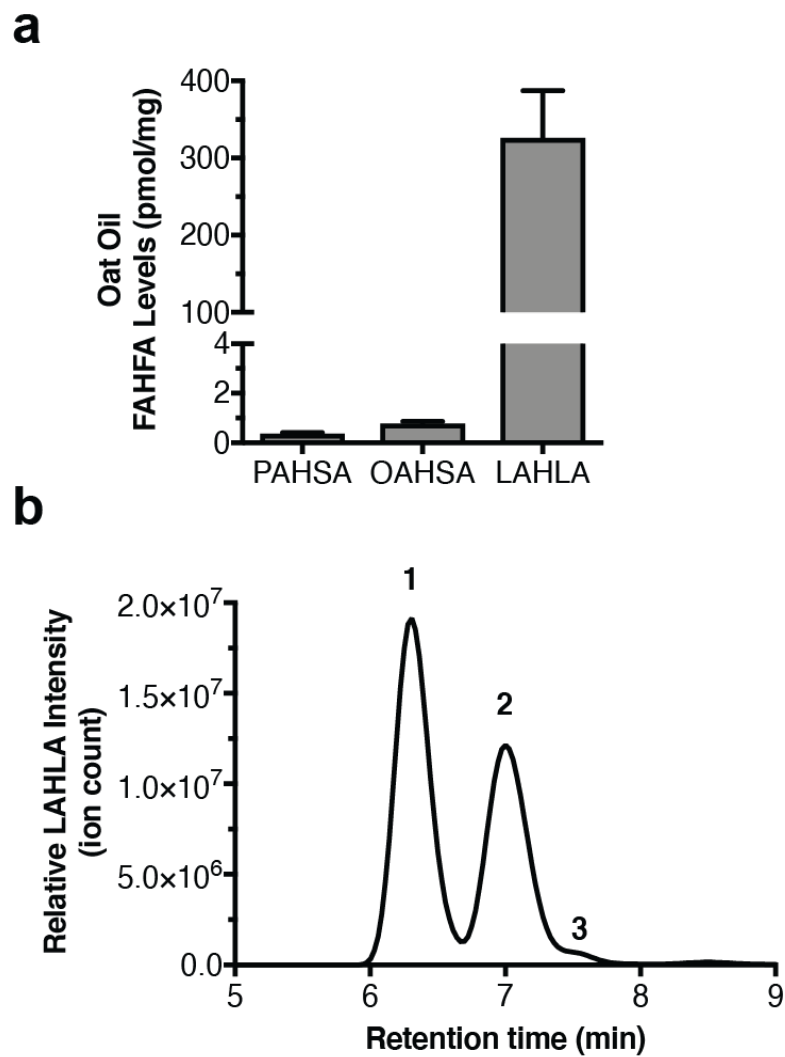 a
Oat Oil
FAHFA Levels (pmol/mg)
400
300
200
100
4
2
0
PAHSA
OAHSA
LAHLA
b
Relative LAHLA Intensity
(ion count)
2.0×10⁷
1.5×10⁷
1.0×10⁷
5.0×10⁶
0.0
1
2
3
5
6
7
8
9
Retention time (min)